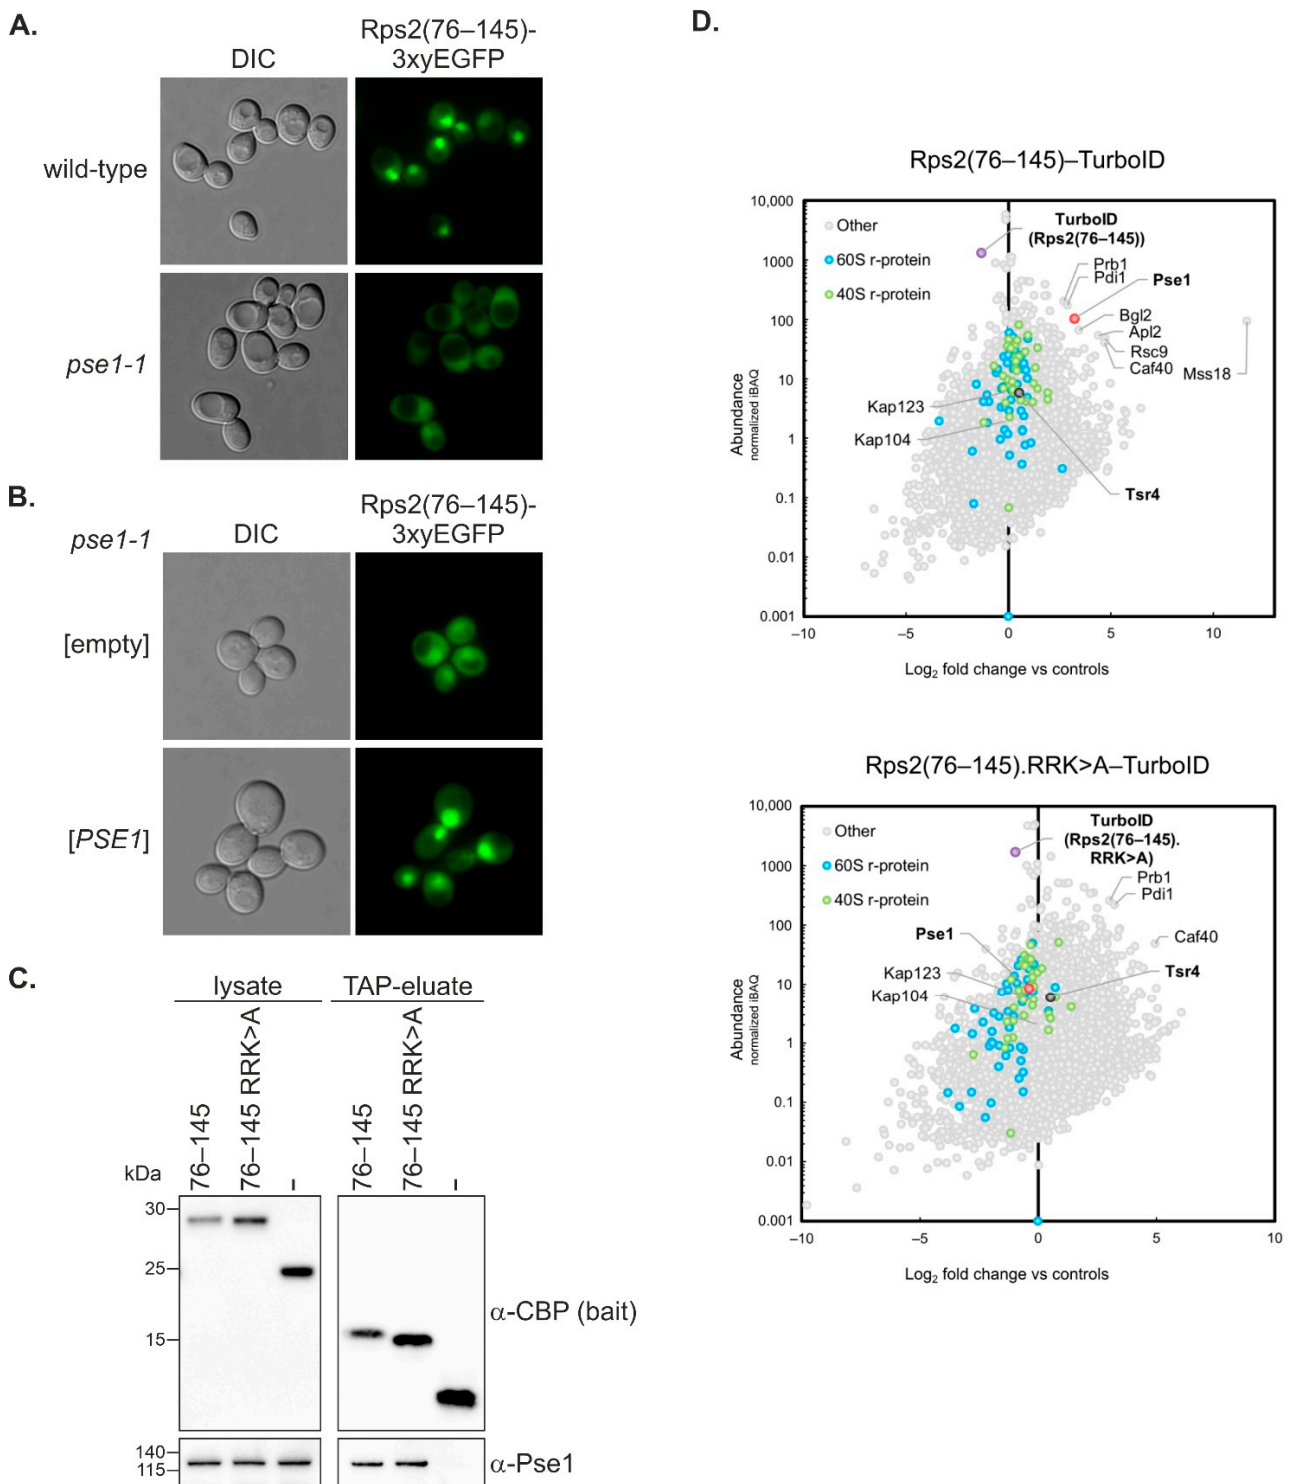 A.
DIC
Rps2(76–145)-
3xyEGFP
wild-type
pse1-1
B.
pse1-1
DIC
Rps2(76–145)-
3xyEGFP
[empty]
[PSE1]
C.
lysate
TAP-eluate
76–145
76–145 RRK>A
–
76–145
76–145 RRK>A
–
kDa
30
25
15
α-CBP (bait)
140
115
α-Pse1
D.
Rps2(76–145)–TurboID
10,000
1000
100
10
1
0.1
0.01
0.001
Abundance
normalized iBAQ
Other
60S r-protein
40S r-protein
TurboID
(Rps2(76–145))
Prb1
Pdi1
Pse1
Bgl2
Apl2
Rsc9
Caf40
Mss18
Kap123
Kap104
Tsr4
–10
–5
0
5
10
Log2 fold change vs controls
Rps2(76–145).RRK>A–TurboID
10,000
1000
100
10
1
0.1
0.01
0.001
Abundance
normalized iBAQ
Other
60S r-protein
40S r-protein
TurboID
(Rps2(76–145).
RRK>A)
Prb1
Pdi1
Caf40
Pse1
Kap123
Kap104
Tsr4
–10
–5
0
5
10
Log2 fold change vs controls